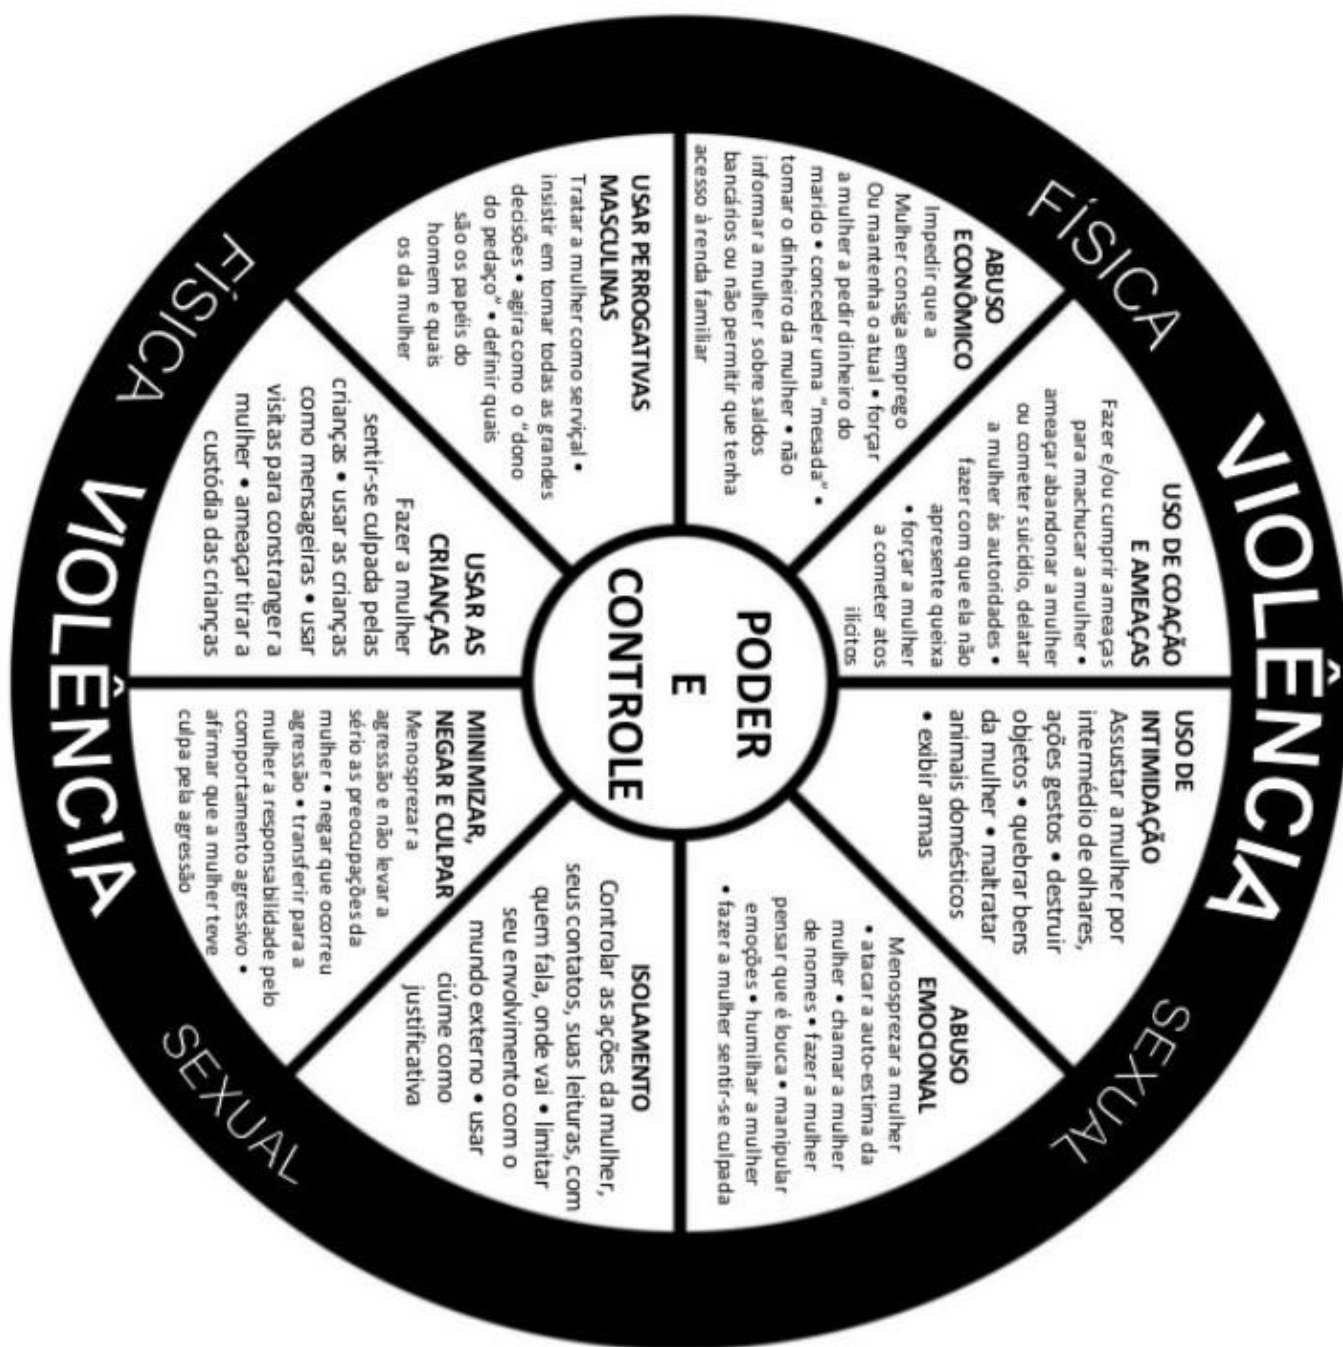 FÍSICA VIOLÊNCIA SEXUAL
USO DE COAÇÃO
E AMEAÇAS
Fazer e/ou cumprir ameaças
para machucar a mulher •
ameaçar abandonar a mulher
ou cometer suicídio, delatar
a mulher às autoridades •
fazer com que ela não
apresente queixa
• forçar a mulher
a cometer atos
ilícitos
USO DE
INTIMIDAÇÃO
Assustar a mulher por
intermédio de olhares,
ações gestos • destruir
objetos • quebrar bens
da mulher • maltratar
animais domésticos
• exibir armas
ABUSO
EMOCIONAL
Menosprezar a mulher
• atacar a auto-estima da
mulher • chamar a mulher
de nomes • fazer a mulher
pensar que é louca • manipular
emoções • humilhar a mulher
• fazer a mulher sentir-se culpada
ISOLAMENTO
Controlar as ações da mulher,
seus contatos, suas leituras, com
quem fala, onde vai • limitar
seu envolvimento com o
mundo externo • usar
ciúme como
justificativa
MINIMIZAR,
NEGAR E CULPAR
Menosprezar a
agressão e não levar a
sério as preocupações da
mulher • negar que ocorreu
agressão • transferir para a
mulher a responsabilidade pelo
comportamento agressivo •
afirmar que a mulher teve
culpa pela agressão
USAR AS
CRIANÇAS
Fazer a mulher
sentir-se culpada pelas
crianças • usar as crianças
como mensageiras • usar
visitas para constranger a
mulher • ameaçar tirar a
custódia das crianças
USAR PERROGATIVAS
MASCULINAS
Tratar a mulher como serviçal •
insistir em tomar todas as grandes
decisões • agira como o "dono
do pedaço" • definir quais
são os papéis do
homem e quais
os da mulher
ABUSO
ECONÔMICO
Impedir que a
Mulher consiga emprego
Ou mantenha o atual • forçar
a mulher a pedir dinheiro do
marido • conceder uma "mesada" •
tomar o dinheiro da mulher • não
informar a mulher sobre saldos
bancários ou não permitir que tenha
acesso à renda familiar
PODER
E
CONTROLE
FÍSICA VIOLÊNCIA SEXUAL